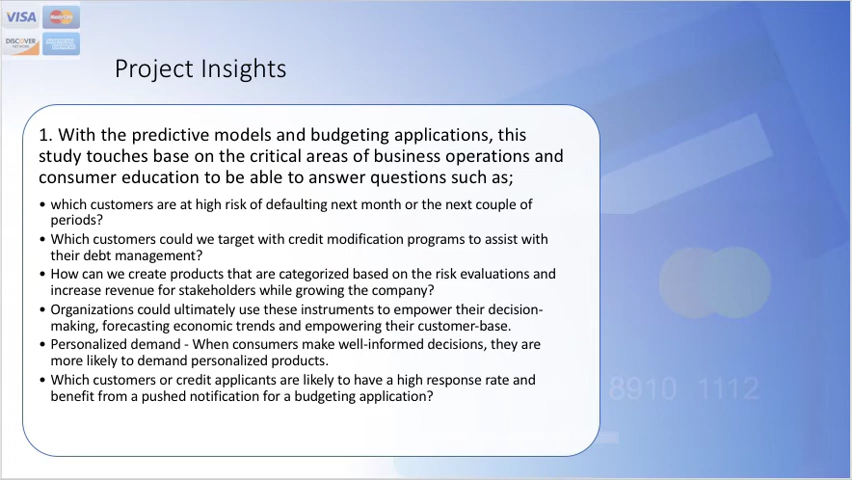 VISA
MasterCard
DISCOVER
NETWORK
Project Insights
1. With the predictive models and budgeting applications, this
study touches base on the critical areas of business operations and
consumer education to be able to answer questions such as;
• which customers are at high risk of defaulting next month or the next couple of
periods?
• Which customers could we target with credit modification programs to assist with
their debt management?
• How can we create products that are categorized based on the risk evaluations and
increase revenue for stakeholders while growing the company?
• Organizations could ultimately use these instruments to empower their decision-
making, forecasting economic trends and empowering their customer-base.
• Personalized demand - When consumers make well-informed decisions, they are
more likely to demand personalized products.
• Which customers or credit applicants are likely to have a high response rate and
benefit from a pushed notification for a budgeting application?
8910 1112